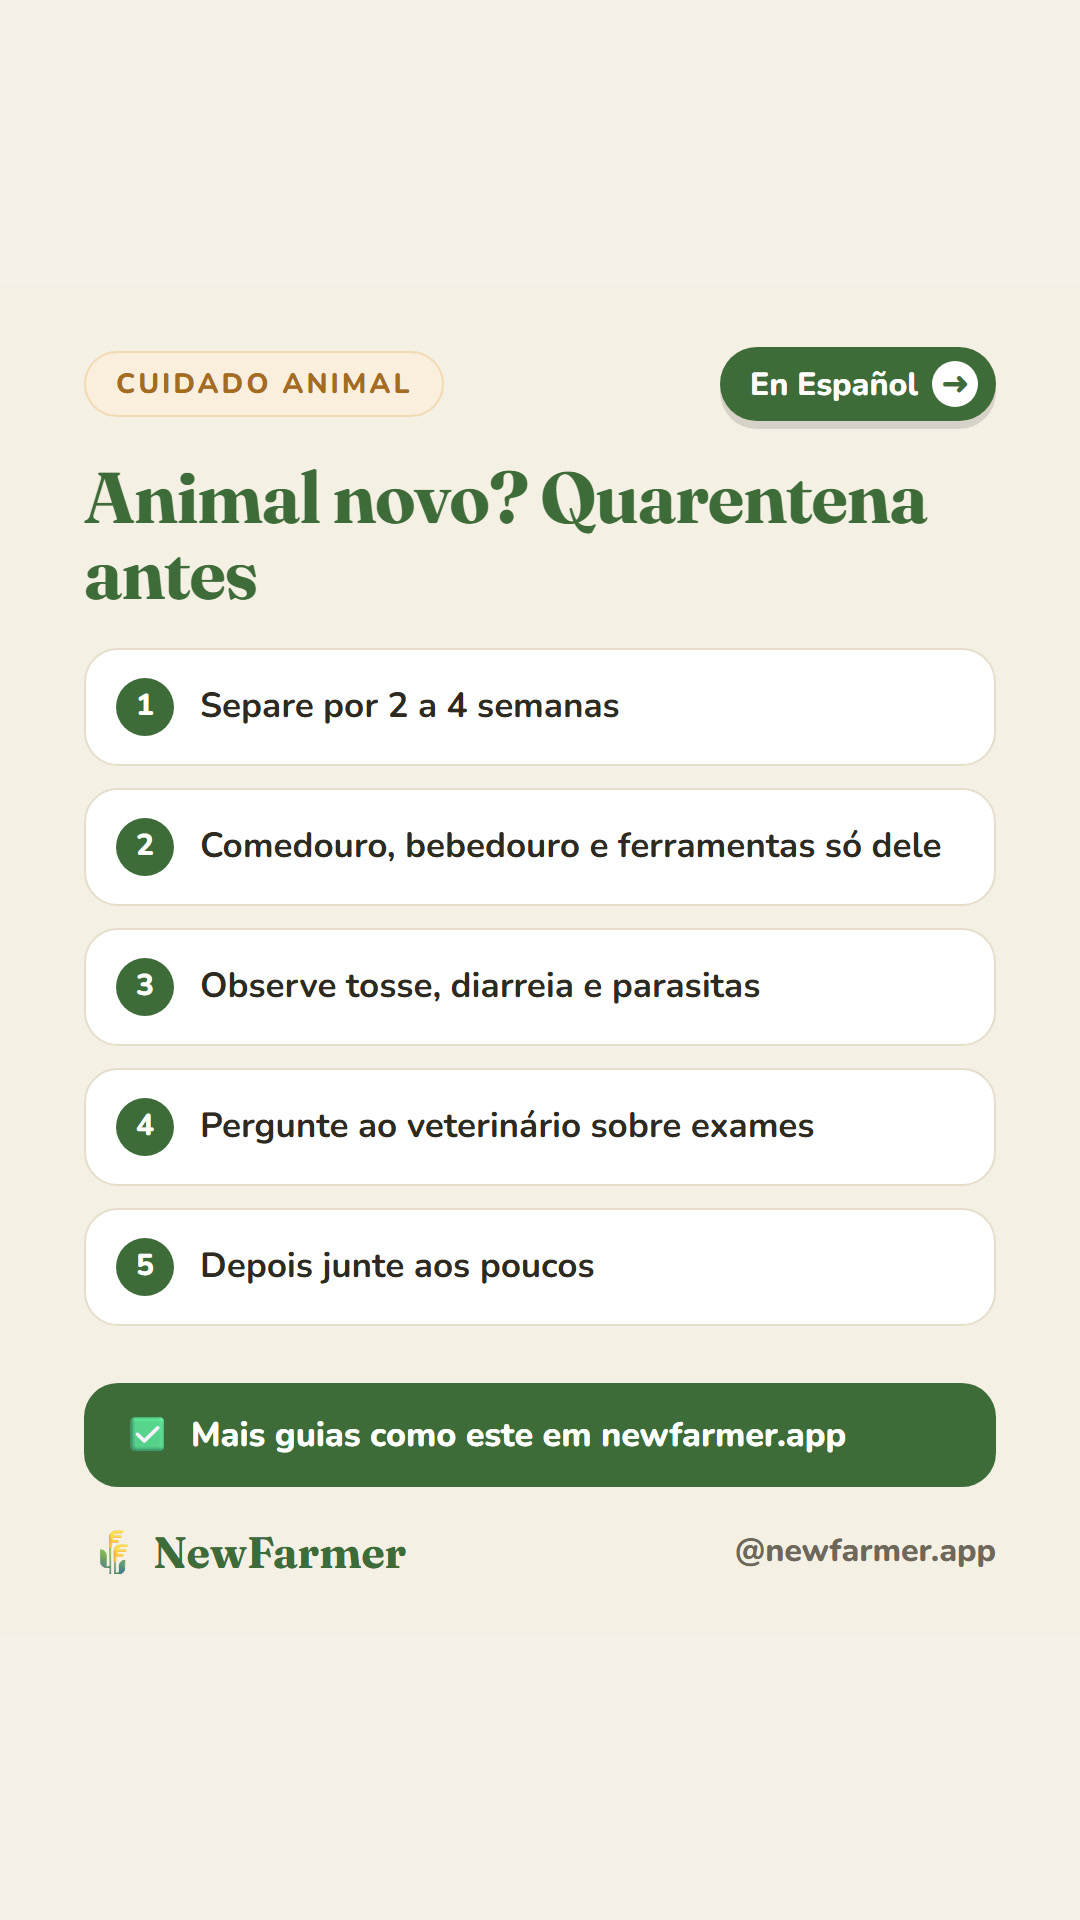 CUIDADO ANIMAL
En Español
Animal novo? Quarentena
antes
1 Separe por 2 a 4 semanas
2 Comedouro, bebedouro e ferramentas só dele
3 Observe tosse, diarreia e parasitas
4 Pergunte ao veterinário sobre exames
5 Depois junte aos poucos
Mais guias como este em newfarmer.app
NewFarmer
@newfarmer.app